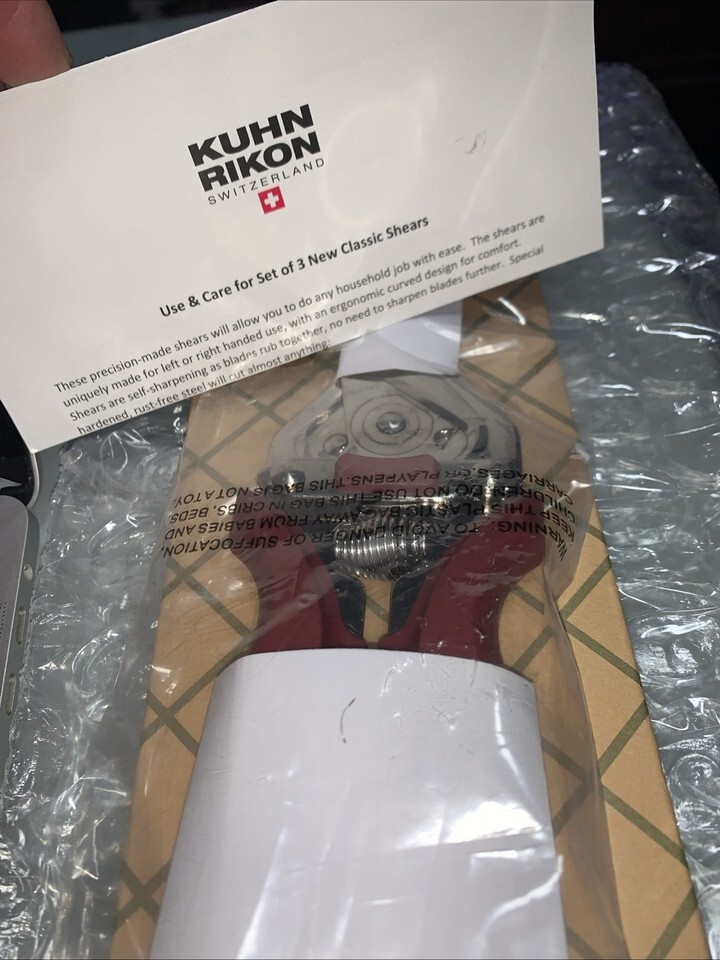 KUHN
RIKON
SWITZERLAND
Use & Care for Set of 3 New Classic Shears
These precision-made shears will allow you to do any household job with ease. The shears are
uniquely made for left or right handed use, with an ergonomic curved design for comfort.
Shears are self-sharpening as blades rub together, no need to sharpen blades further. Special
hardened, rust-free steel will cut almost anything:
WARNING: TO AVOID DANGER OF SUFFOCATION,
KEEP THIS PLASTIC BAG AWAY FROM BABIES AND
CHILDREN. DO NOT USE THIS BAG IN CRIBS, BEDS,
CARRIAGES, OR PLAYPENS. THIS BAG IS NOT A TOY.